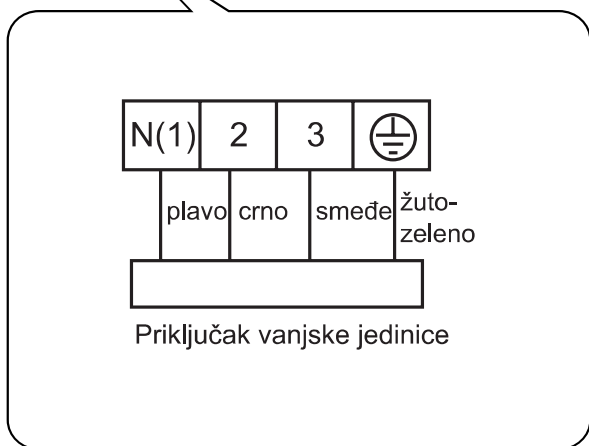 N(1) 2 3
plavo crno smeđe žuto-
zeleno
Priključak vanjske jedinice